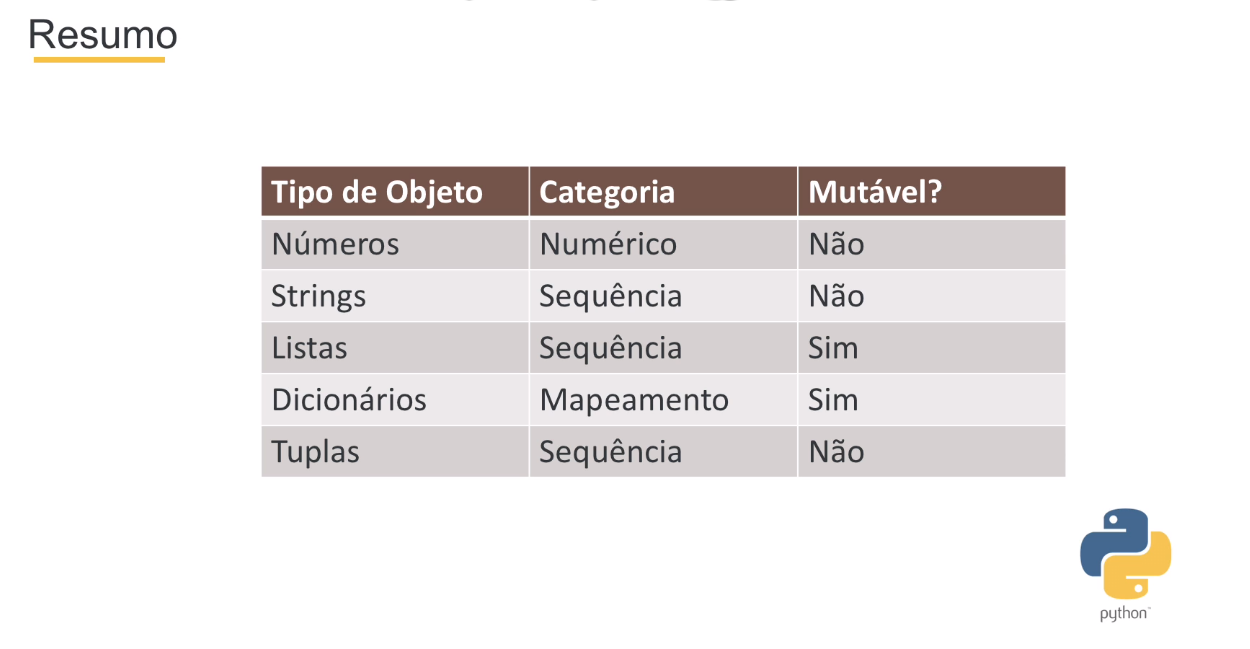 Resumo
Tipo de Objeto Categoria Mutável?
Números Numérico Não
Strings Sequência Não
Listas Sequência Sim
Dicionários Mapeamento Sim
Tuplas Sequência Não
python